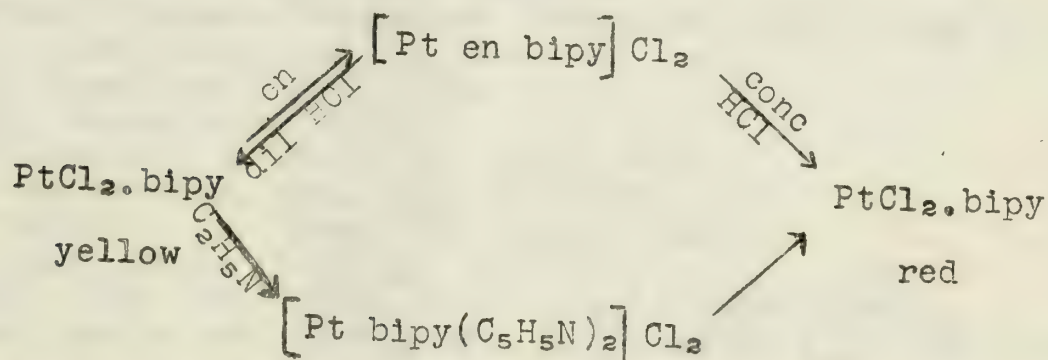 [Pt en bipy]Cl₂
en
dil HCl
conc
HCl
PtCl₂.bipy
yellow
PtCl₂.bipy
red
C₂H₅N
[Pt bipy(C₅H₅N)₂]Cl₂